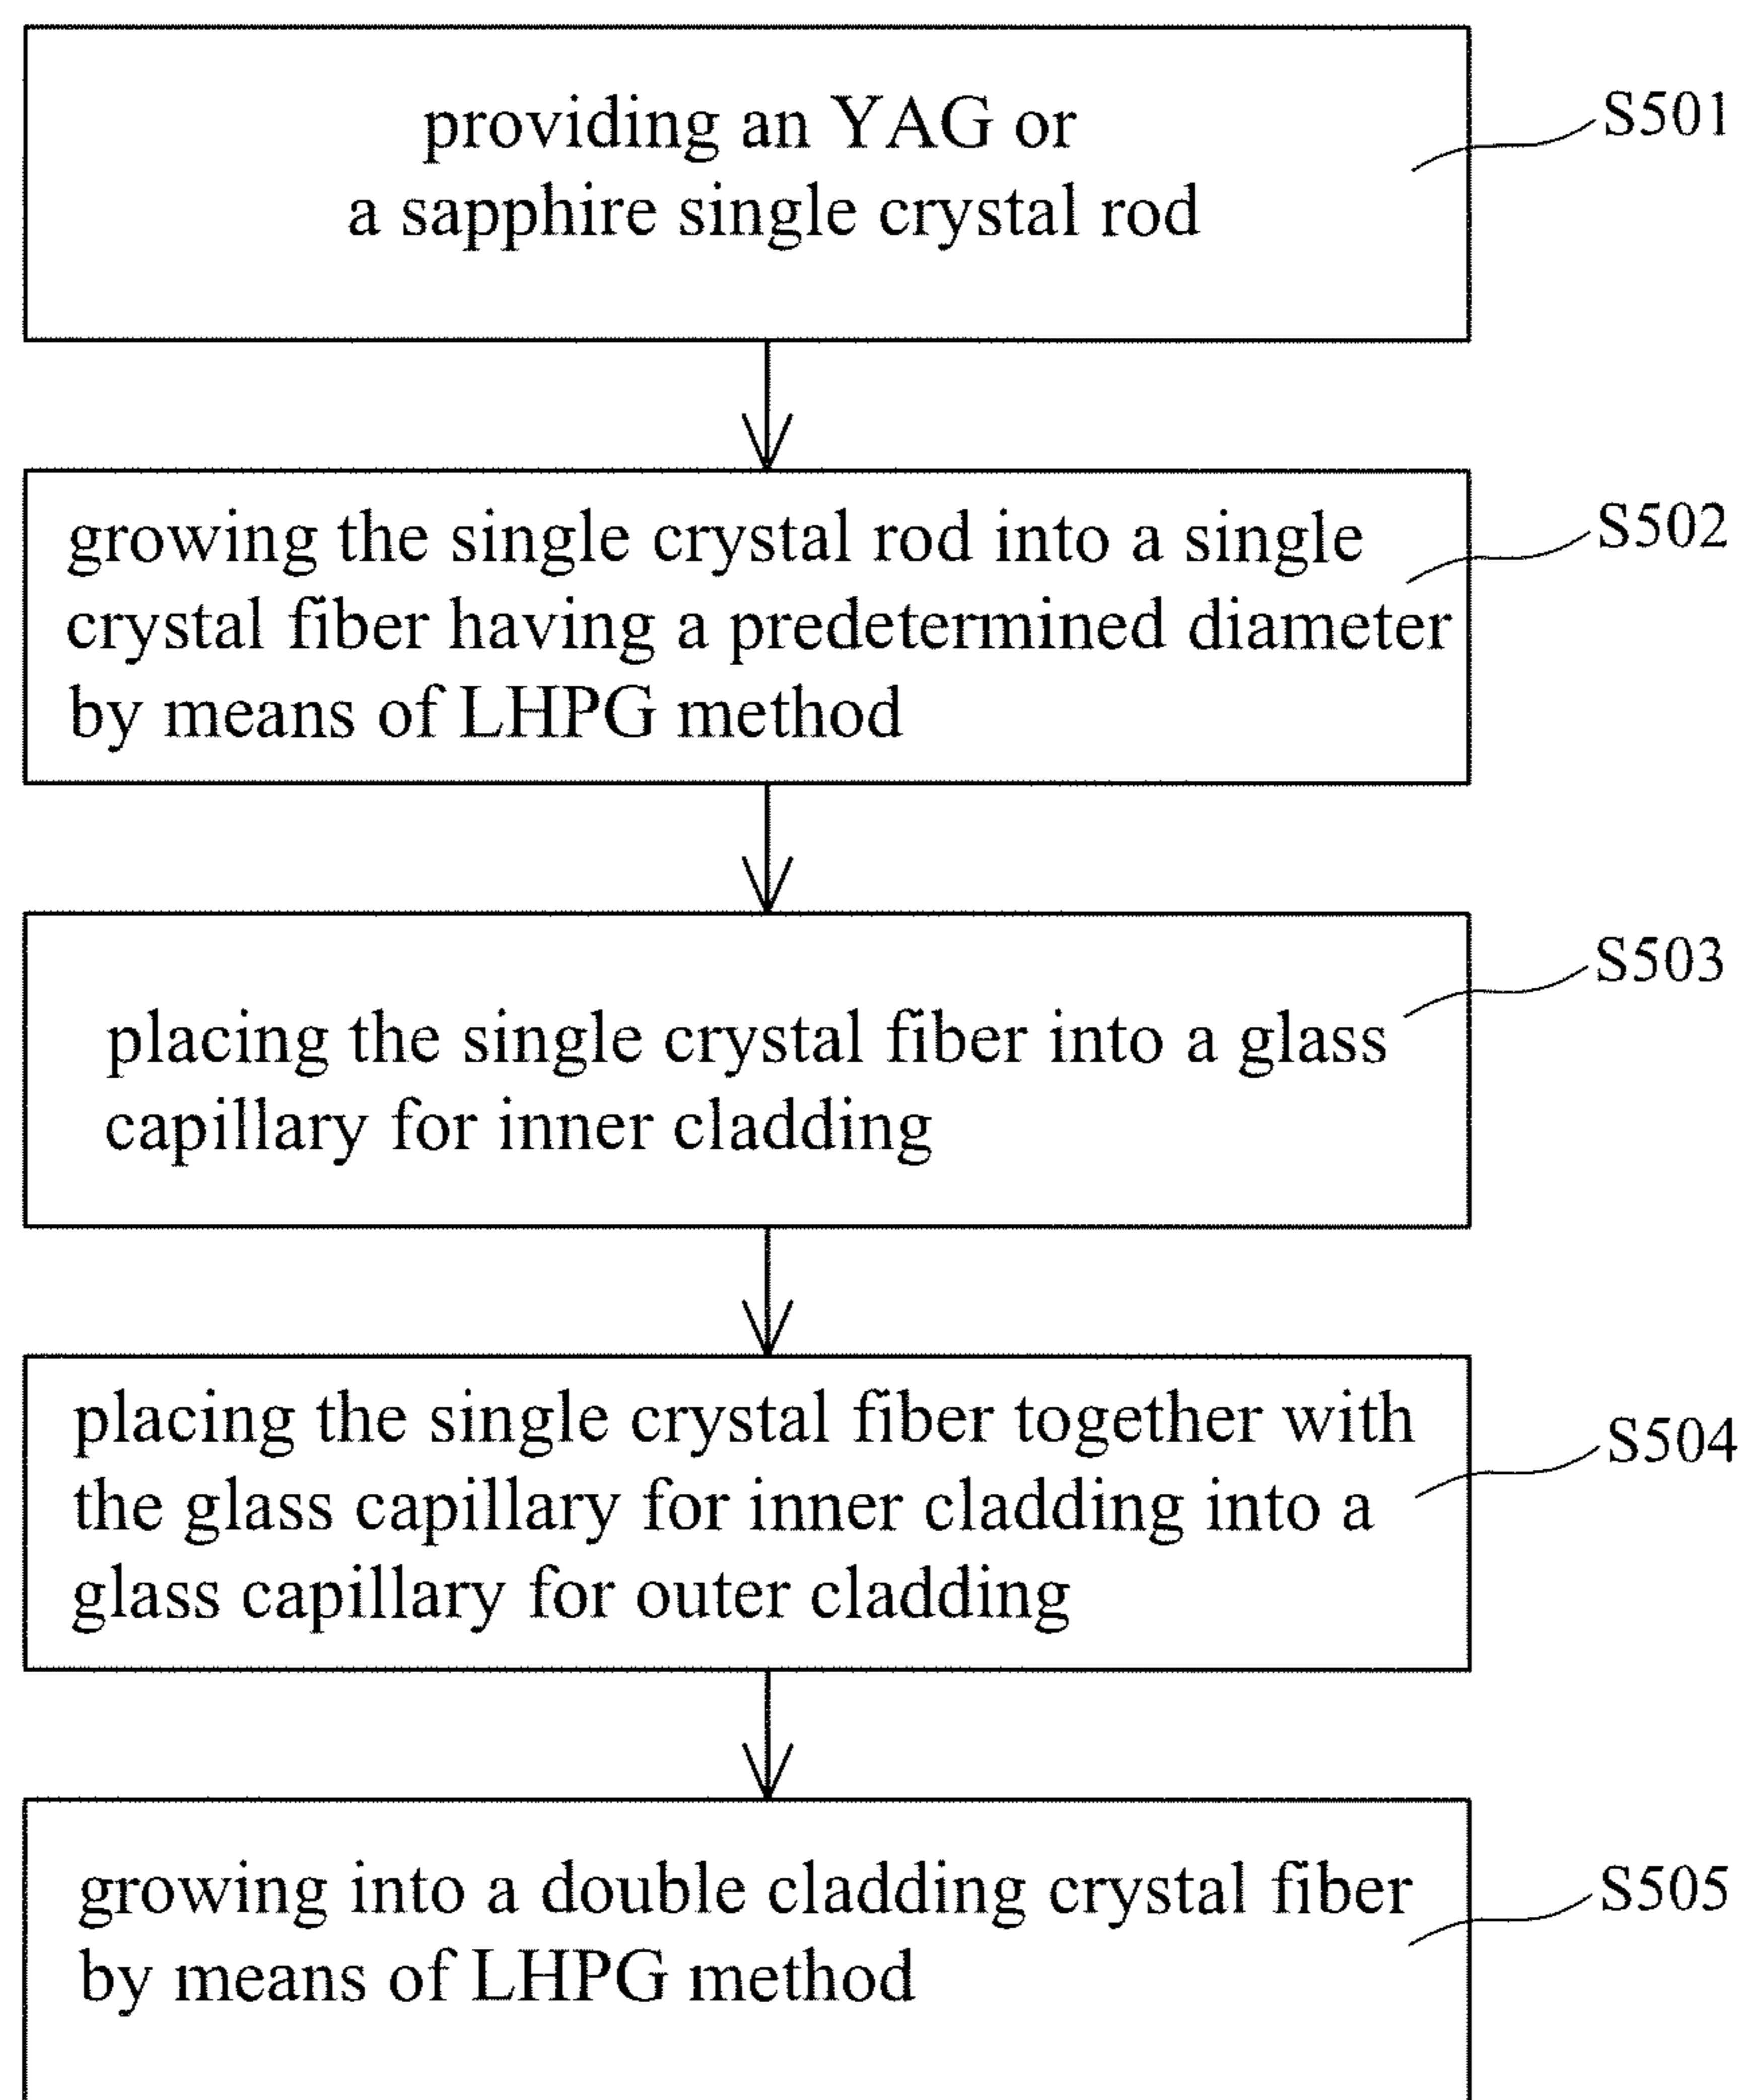 providing an YAG or
a sapphire single crystal rod
S501
growing the single crystal rod into a single
crystal fiber having a predetermined diameter
by means of LHPG method
S502
placing the single crystal fiber into a glass
capillary for inner cladding
S503
placing the single crystal fiber together with
the glass capillary for inner cladding into a
glass capillary for outer cladding
S504
growing into a double cladding crystal fiber
by means of LHPG method
S505